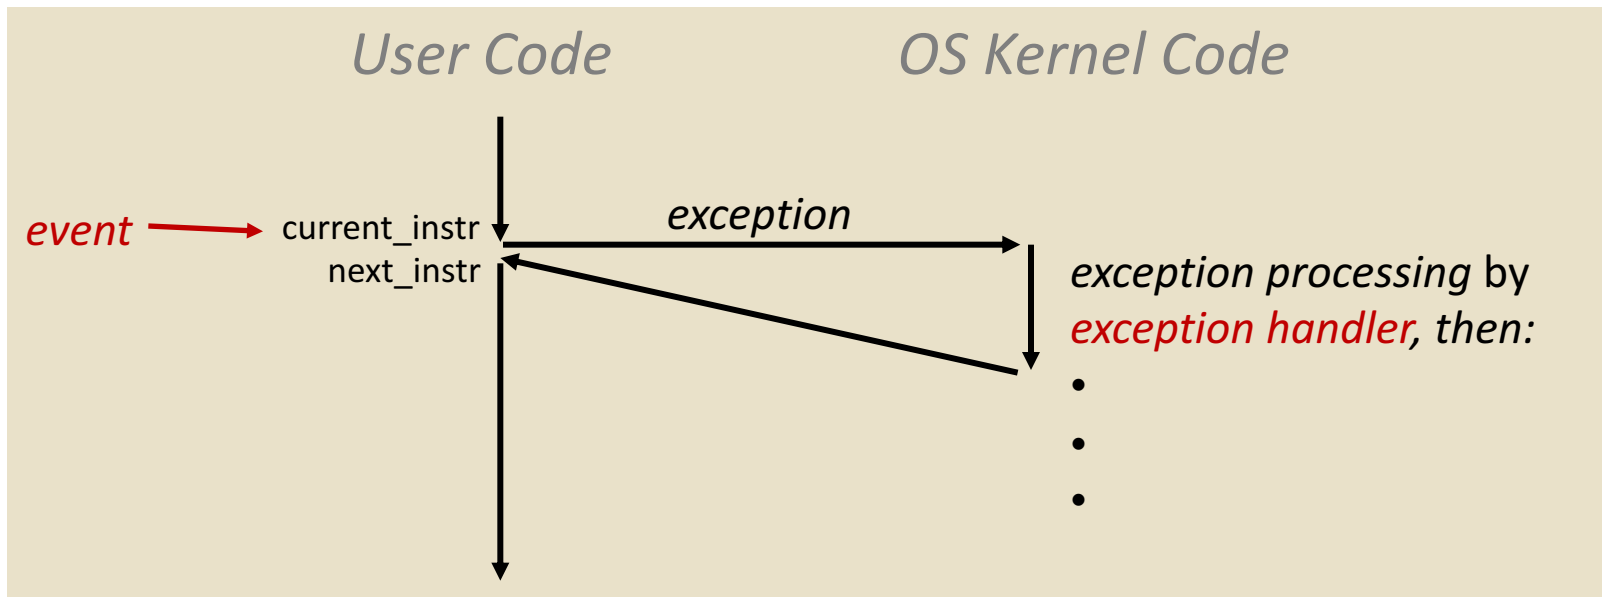 User Code
OS Kernel Code
event
current_instr
exception
next_instr
exception processing by
exception handler, then:
•
•
•